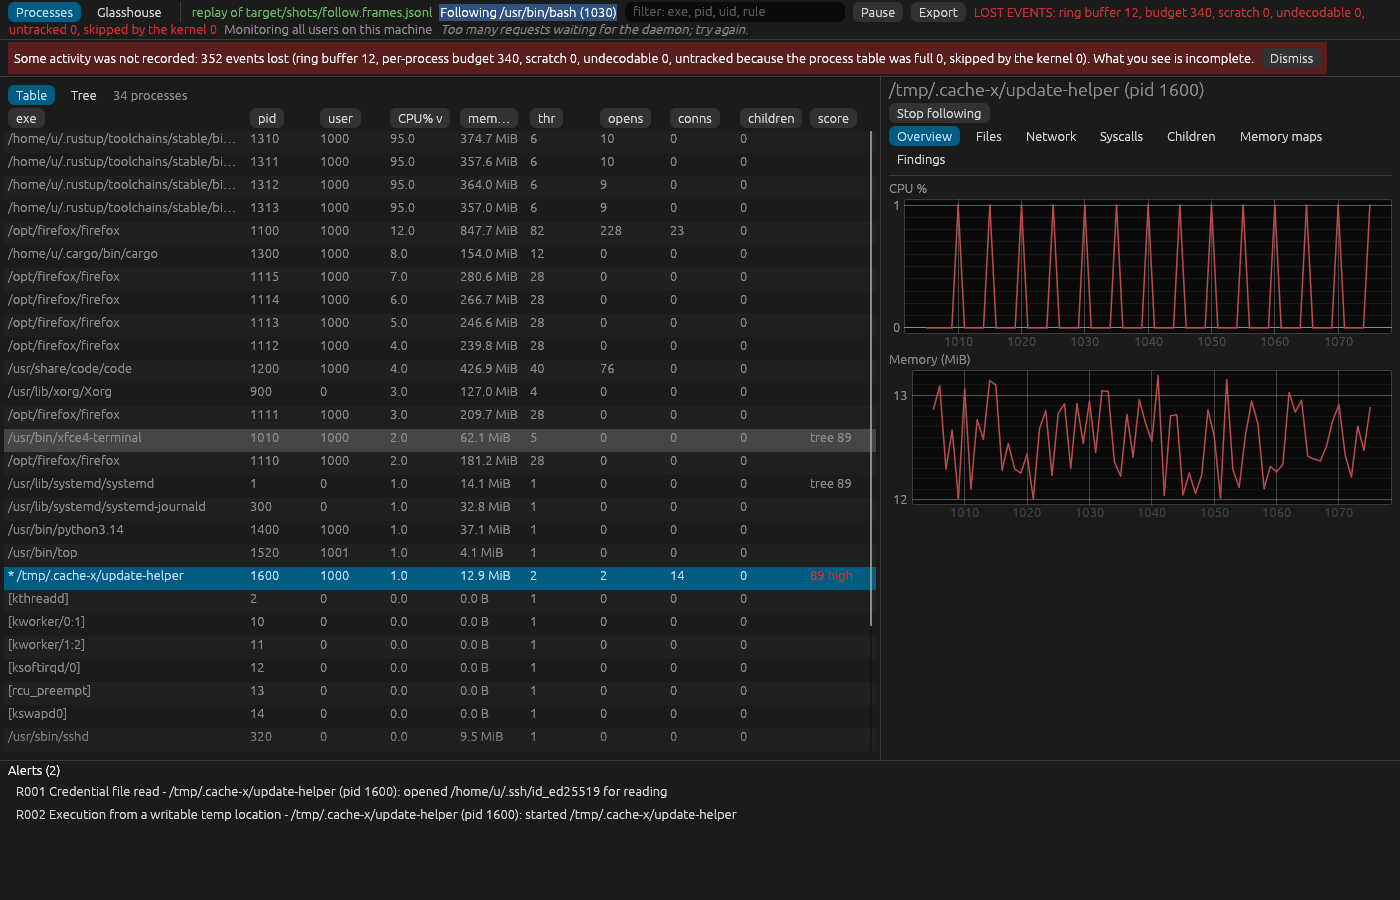 Processes Glasshouse replay of target/shots/follow.frames.jsonl Following /usr/bin/bash (1030) filter: exe, pid, uid, rule Pause Export LOST EVENTS: ring buffer 12, budget 340, scratch 0, undecodable 0,
untracked 0, skipped by the kernel 0 Monitoring all users on this machine Too many requests waiting for the daemon; try again.
Some activity was not recorded: 352 events lost (ring buffer 12, per-process budget 340, scratch 0, undecodable 0, untracked because the process table was full 0, skipped by the kernel 0). What you see is incomplete. Dismiss
Table Tree 34 processes
exe pid user CPU% v mem... thr opens conns children score
/home/u/.rustup/toolchains/stable/bi... 1310 1000 95.0 374.7 MiB 6 10 0 0
/home/u/.rustup/toolchains/stable/bi... 1311 1000 95.0 357.6 MiB 6 10 0 0
/home/u/.rustup/toolchains/stable/bi... 1312 1000 95.0 364.0 MiB 6 9 0 0
/home/u/.rustup/toolchains/stable/bi... 1313 1000 95.0 357.0 MiB 6 9 0 0
/opt/firefox/firefox 1100 1000 12.0 847.7 MiB 82 228 23 0
/home/u/.cargo/bin/cargo 1300 1000 8.0 154.0 MiB 12 0 0 0
/opt/firefox/firefox 1115 1000 7.0 280.6 MiB 28 0 0 0
/opt/firefox/firefox 1114 1000 6.0 266.7 MiB 28 0 0 0
/opt/firefox/firefox 1113 1000 5.0 246.6 MiB 28 0 0 0
/opt/firefox/firefox 1112 1000 4.0 239.8 MiB 28 0 0 0
/usr/share/code/code 1200 1000 4.0 426.9 MiB 40 76 0 0
/usr/lib/xorg/Xorg 900 0 3.0 127.0 MiB 4 0 0 0
/opt/firefox/firefox 1111 1000 3.0 209.7 MiB 28 0 0 0
/usr/bin/xfce4-terminal 1010 1000 2.0 62.1 MiB 5 0 0 0 tree 89
/opt/firefox/firefox 1110 1000 2.0 181.2 MiB 28 0 0 0
/usr/lib/systemd/systemd 1 0 1.0 14.1 MiB 1 0 0 0 tree 89
/usr/lib/systemd/systemd-journald 300 0 1.0 32.8 MiB 1 0 0 0
/usr/bin/python3.14 1400 1000 1.0 37.1 MiB 1 0 0 0
/usr/bin/top 1520 1001 1.0 4.1 MiB 1 0 0 0
* /tmp/.cache-x/update-helper 1600 1000 1.0 12.9 MiB 2 2 14 0 89 high
[kthreadd] 2 0 0.0 0.0 B 1 0 0 0
[kworker/0:1] 10 0 0.0 0.0 B 1 0 0 0
[kworker/1:2] 11 0 0.0 0.0 B 1 0 0 0
[ksoftirqd/0] 12 0 0.0 0.0 B 1 0 0 0
[rcu_preempt] 13 0 0.0 0.0 B 1 0 0 0
[kswapd0] 14 0 0.0 0.0 B 1 0 0 0
/usr/sbin/sshd 320 0 0.0 9.5 MiB 1 0 0 0
/tmp/.cache-x/update-helper (pid 1600)
Stop following
Overview Files Network Syscalls Children Memory maps
Findings
CPU %
1
0
1010 1020 1030 1040 1050 1060 1070
Memory (MiB)
13
12
1010 1020 1030 1040 1050 1060 1070
Alerts (2)
R001 Credential file read - /tmp/.cache-x/update-helper (pid 1600): opened /home/u/.ssh/id_ed25519 for reading
R002 Execution from a writable temp location - /tmp/.cache-x/update-helper (pid 1600): started /tmp/.cache-x/update-helper